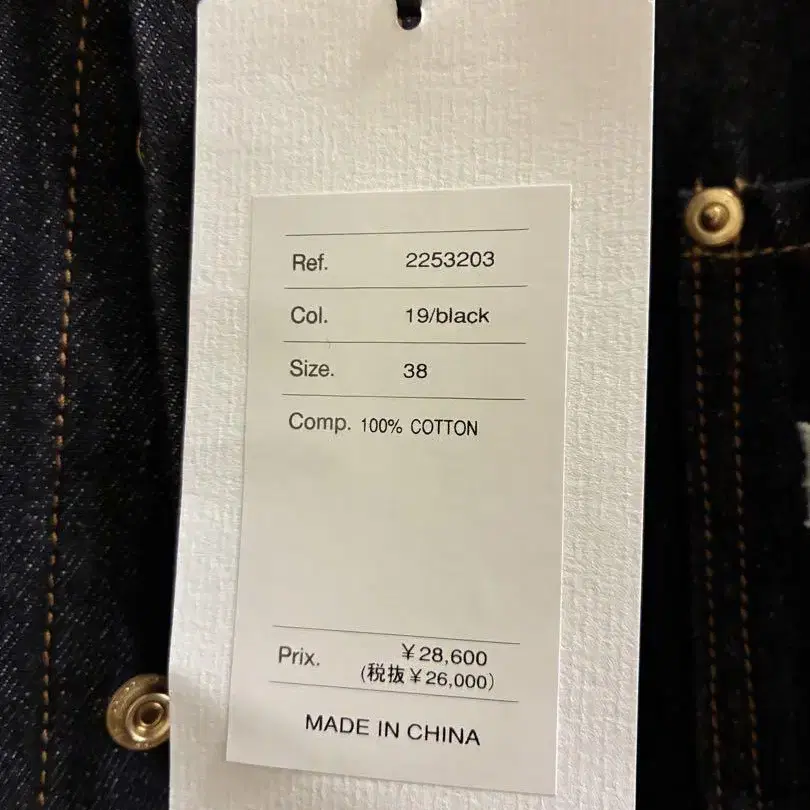 Ref. 2253203
Col. 19/black
Size. 38
Comp. 100% COTTON
Prix. ¥28,600
(税抜¥26,000)
MADE IN CHINA